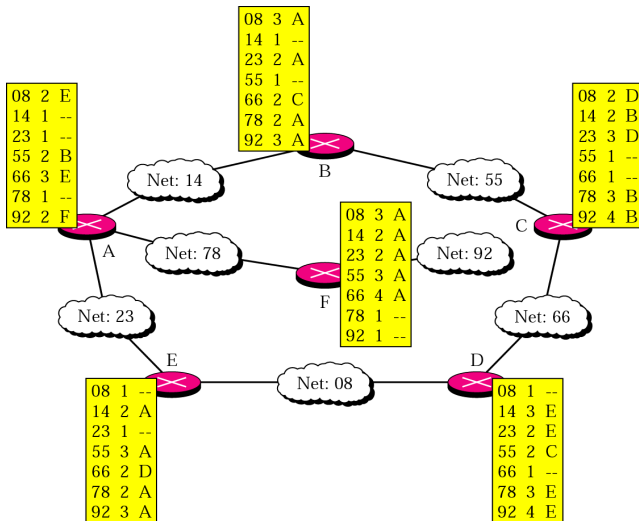 08 3 A
14 1 --
23 2 A
55 1 --
66 2 C
78 2 A
92 3 A
B
08 2 E
14 1 --
23 1 --
55 2 B
66 3 E
78 1 --
92 2 F
A
08 2 D
14 2 B
23 3 D
55 1 --
66 1 --
78 3 B
92 4 B
C
Net: 14
Net: 55
Net: 78
Net: 92
08 3 A
14 2 A
23 2 A
55 3 A
66 4 A
78 1 --
92 1 --
F
Net: 23
Net: 66
E
Net: 08
D
08 1 --
14 2 A
23 1 --
55 3 A
66 2 D
78 2 A
92 3 A
08 1 --
14 3 E
23 2 E
55 2 C
66 1 --
78 3 E
92 4 E